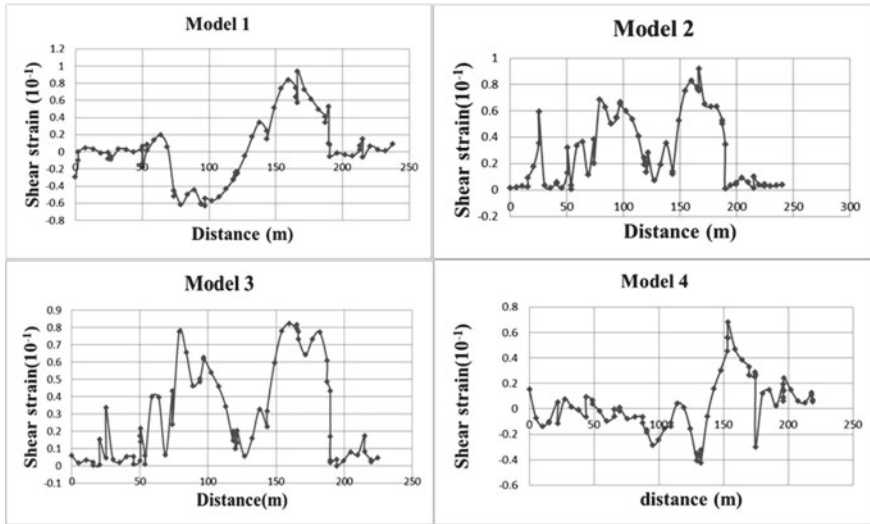 Model 1
Shear strain (10⁻¹)
1.2
1
0.8
0.6
0.4
0.2
0
-0.2
-0.4
-0.6
-0.8
0 50 100 150 200 250
Distance (m)
Model 2
Shear strain(10⁻¹)
1
0.8
0.6
0.4
0.2
0
-0.2
0 50 100 150 200 250 300
Distance (m)
Model 3
Shear strain(10⁻¹)
0.9
0.8
0.7
0.6
0.5
0.4
0.3
0.2
0.1
0
-0.1
0 50 100 150 200 250
Distance(m)
Model 4
Shear strain(10⁻¹)
0.8
0.6
0.4
0.2
0
-0.2
-0.4
-0.6
0 50 100 150 200 250
distance (m)